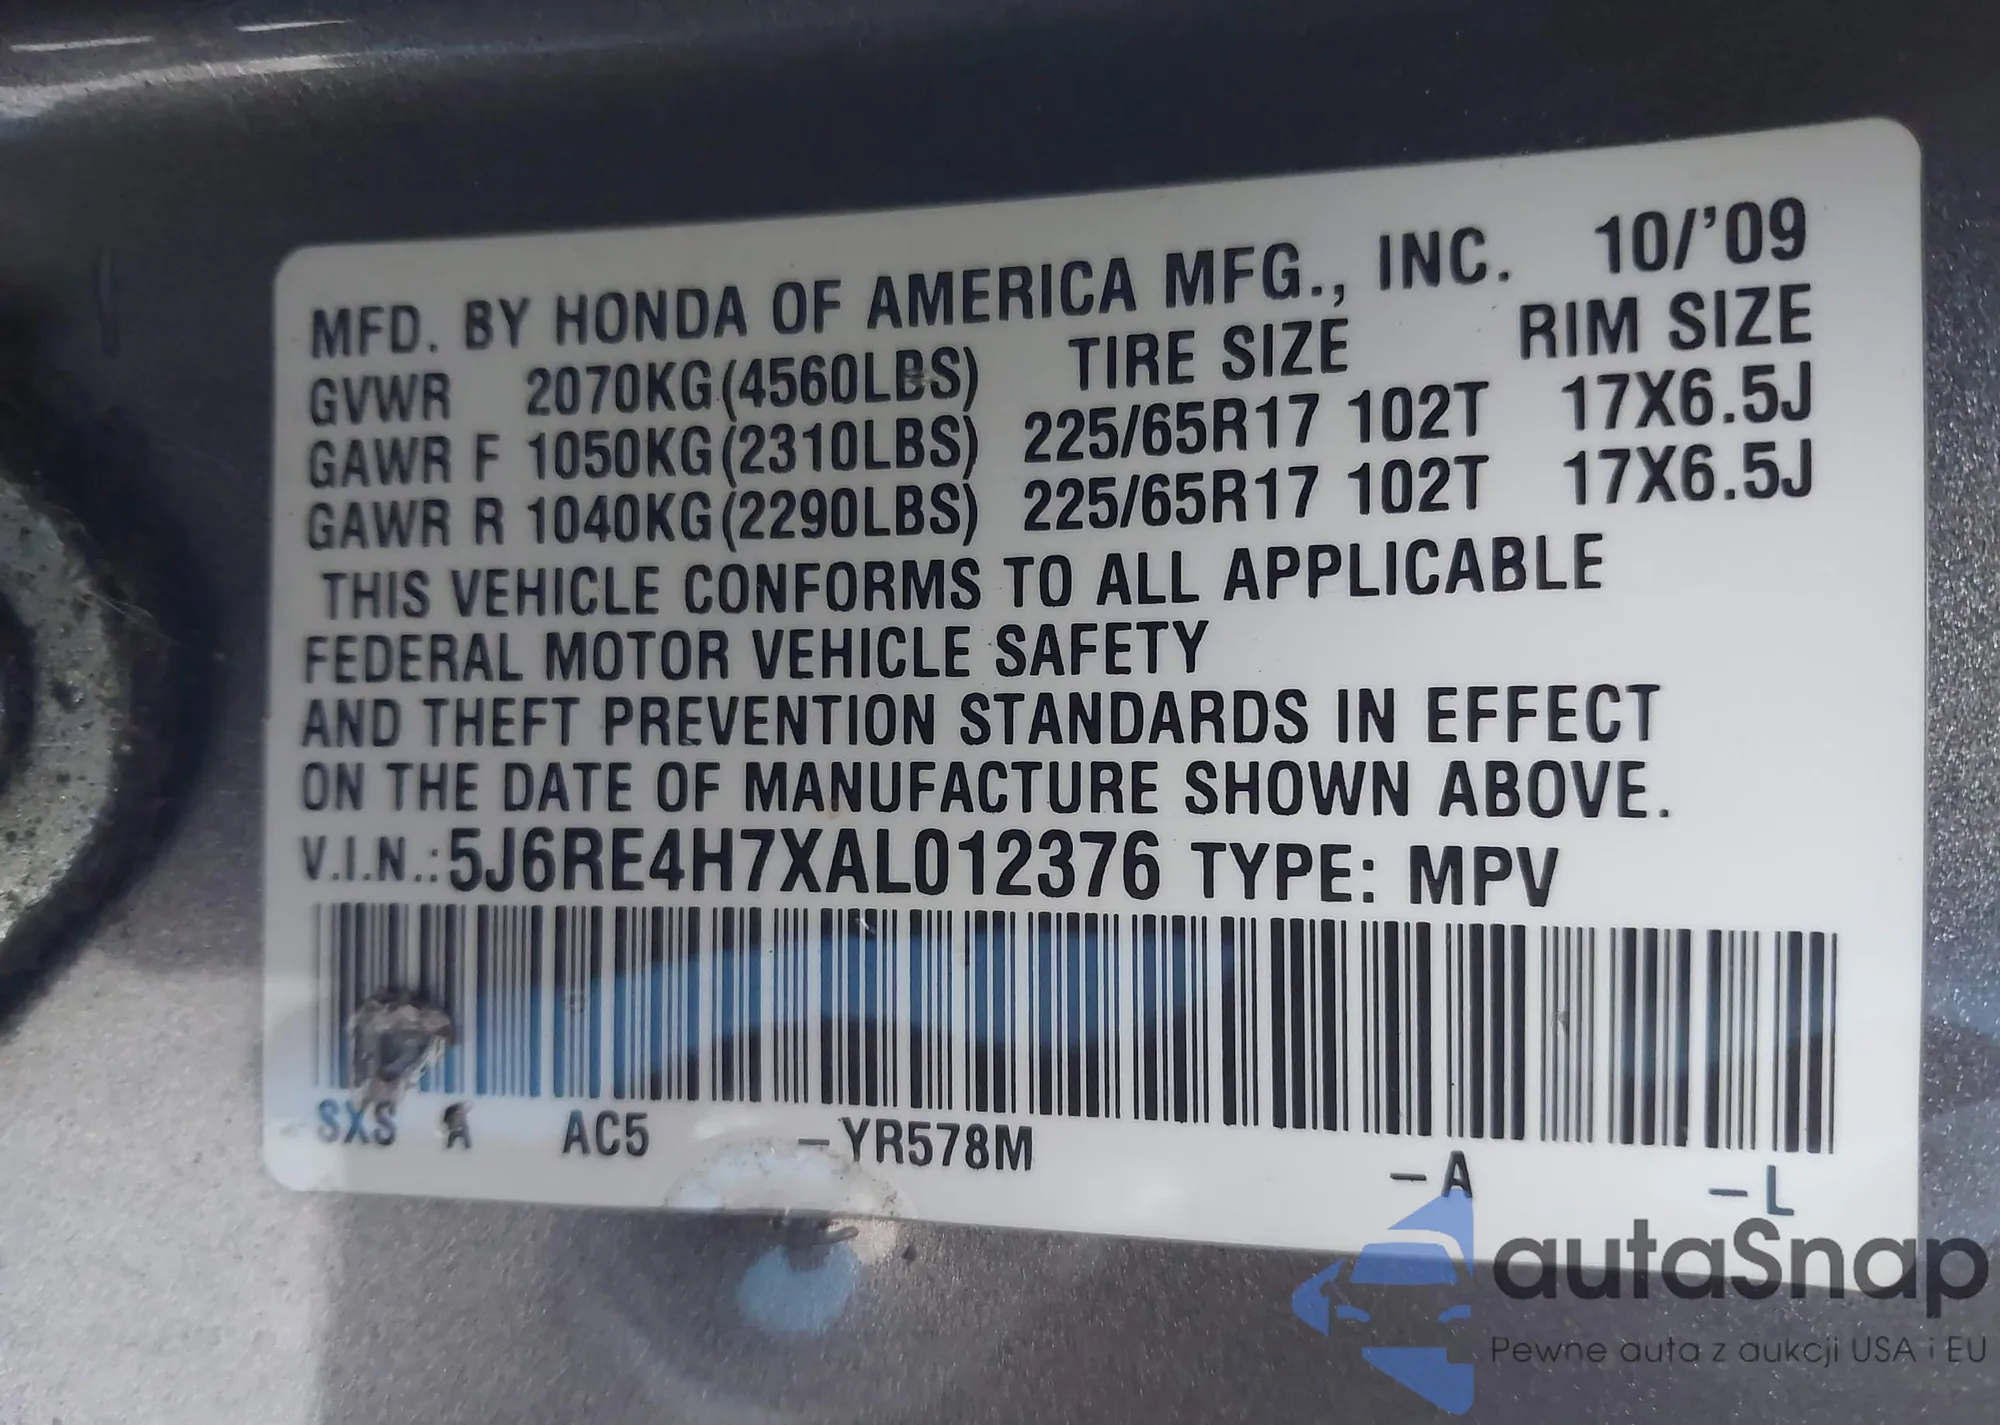 MFD. BY HONDA OF AMERICA MFG., INC. 10/'09
GVWR 2070KG(4560LBS) TIRE SIZE RIM SIZE
GAWR F 1050KG(2310LBS) 225/65R17 102T 17X6.5J
GAWR R 1040KG(2290LBS) 225/65R17 102T 17X6.5J
THIS VEHICLE CONFORMS TO ALL APPLICABLE
FEDERAL MOTOR VEHICLE SAFETY
AND THEFT PREVENTION STANDARDS IN EFFECT
ON THE DATE OF MANUFACTURE SHOWN ABOVE.
V.I.N.:5J6RE4H7XAL012376 TYPE: MPV
SXS A AC5 –YR578M –A –L
autaSnap
Pewne auta z aukcji USA i EU